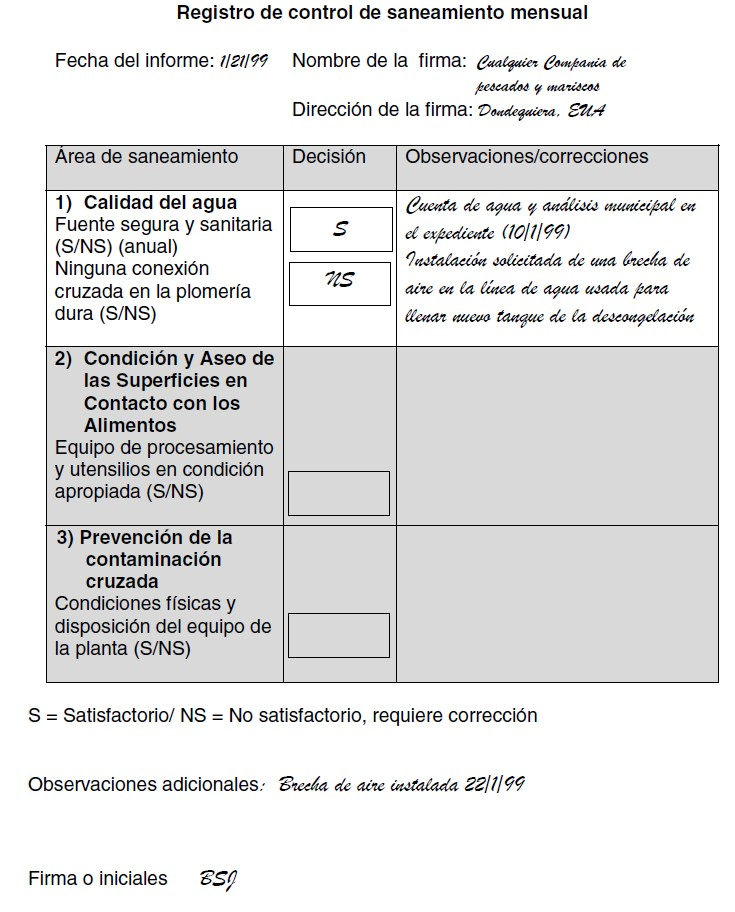 Registro de control de saneamiento mensual
Fecha del informe: 1/21/99 Nombre de la firma: Cualquier Compania de
pescados y mariscos
Dirección de la firma: Dondequiera, EUA
Área de saneamiento Decisión Observaciones/correcciones
1) Calidad del agua
Fuente segura y sanitaria
(S/NS) (anual)
Ninguna conexión
cruzada en la plomería
dura (S/NS)
S
NS
Cuenta de agua y análisis municipal en
el expediente (10/1/99)
Instalación solicitada de una brecha de
aire en la línea de agua usada para
llenar nuevo tanque de la descongelación
2) Condición y Aseo de
las Superficies en
Contacto con los
Alimentos
Equipo de procesamiento
y utensilios en condición
apropiada (S/NS)
3) Prevención de la
contaminación
cruzada
Condiciones físicas y
disposición del equipo de
la planta (S/NS)
S = Satisfactorio/ NS = No satisfactorio, requiere corrección
Observaciones adicionales: Brecha de aire instalada 22/1/99
Firma o iniciales BSJ